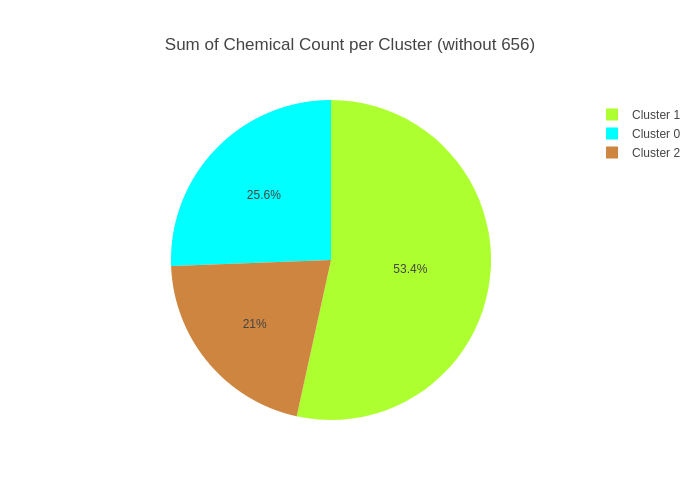 Sum of Chemical Count per Cluster (without 656)
Cluster 1
Cluster 0
Cluster 2
25.6%
53.4%
21%